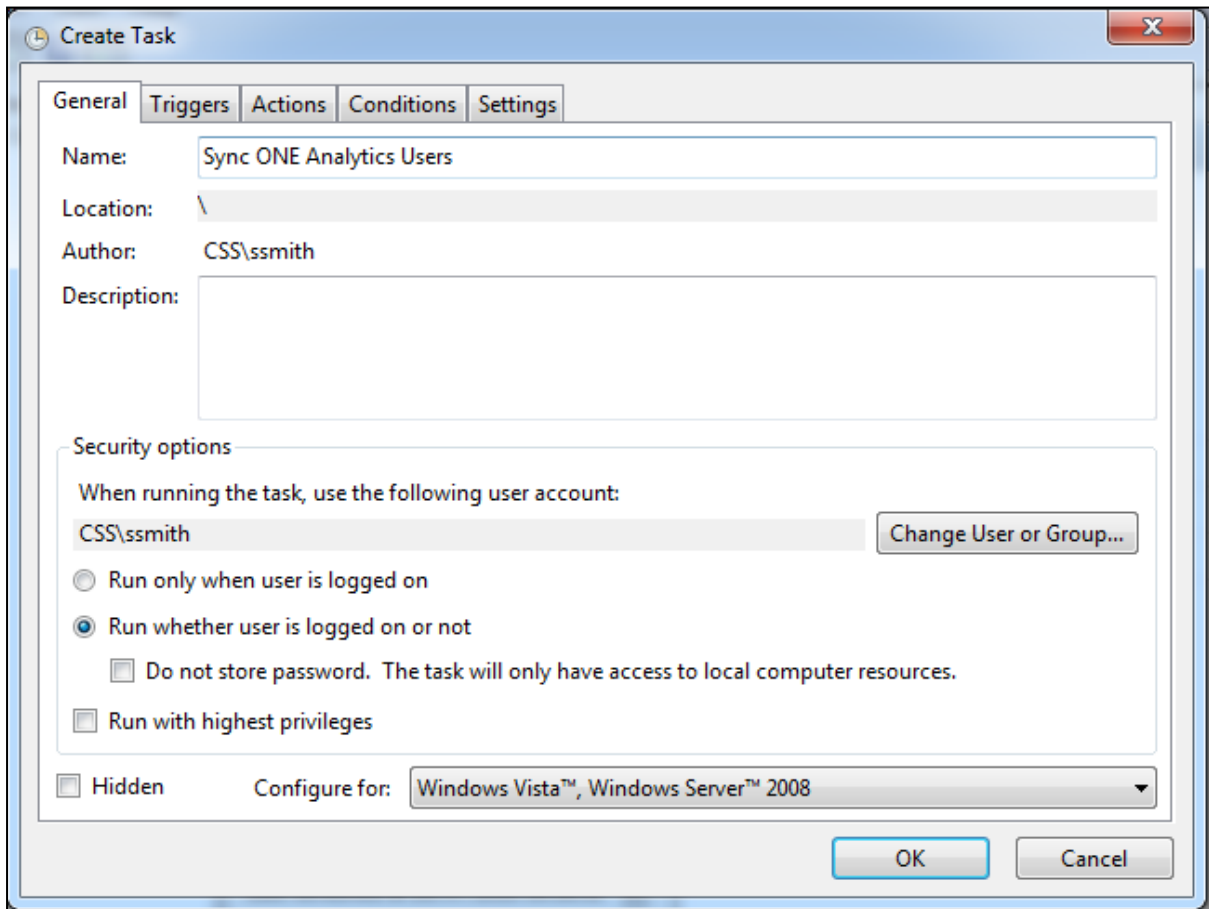 Create Task
General Triggers Actions Conditions Settings
Name: Sync ONE Analytics Users
Location: \
Author: CSS\ssmith
Description:
Security options
When running the task, use the following user account:
CSS\ssmith Change User or Group...
Run only when user is logged on
Run whether user is logged on or not
Do not store password. The task will only have access to local computer resources.
Run with highest privileges
Hidden Configure for: Windows Vista™, Windows Server™ 2008
OK Cancel